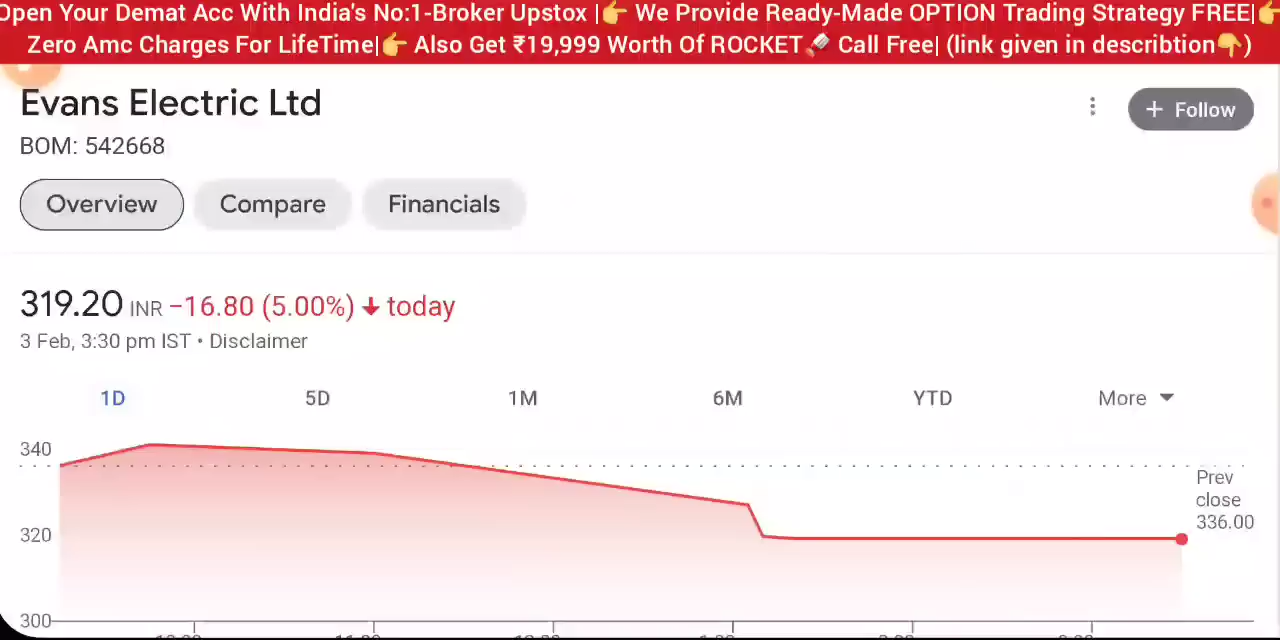 Open Your Demat Acc With India's No:1-Broker Upstox |👉 We Provide Ready-Made OPTION Trading Strategy FREE|👉
Zero Amc Charges For LifeTime|👉 Also Get ₹19,999 Worth Of ROCKET🚀 Call Free| (link given in describtion👇)
Evans Electric Ltd
+ Follow
BOM: 542668
Overview Compare Financials
319.20 INR −16.80 (5.00%) ↓ today
3 Feb, 3:30 pm IST • Disclaimer
1D 5D 1M 6M YTD More
340
Prev
close
336.00
320
300